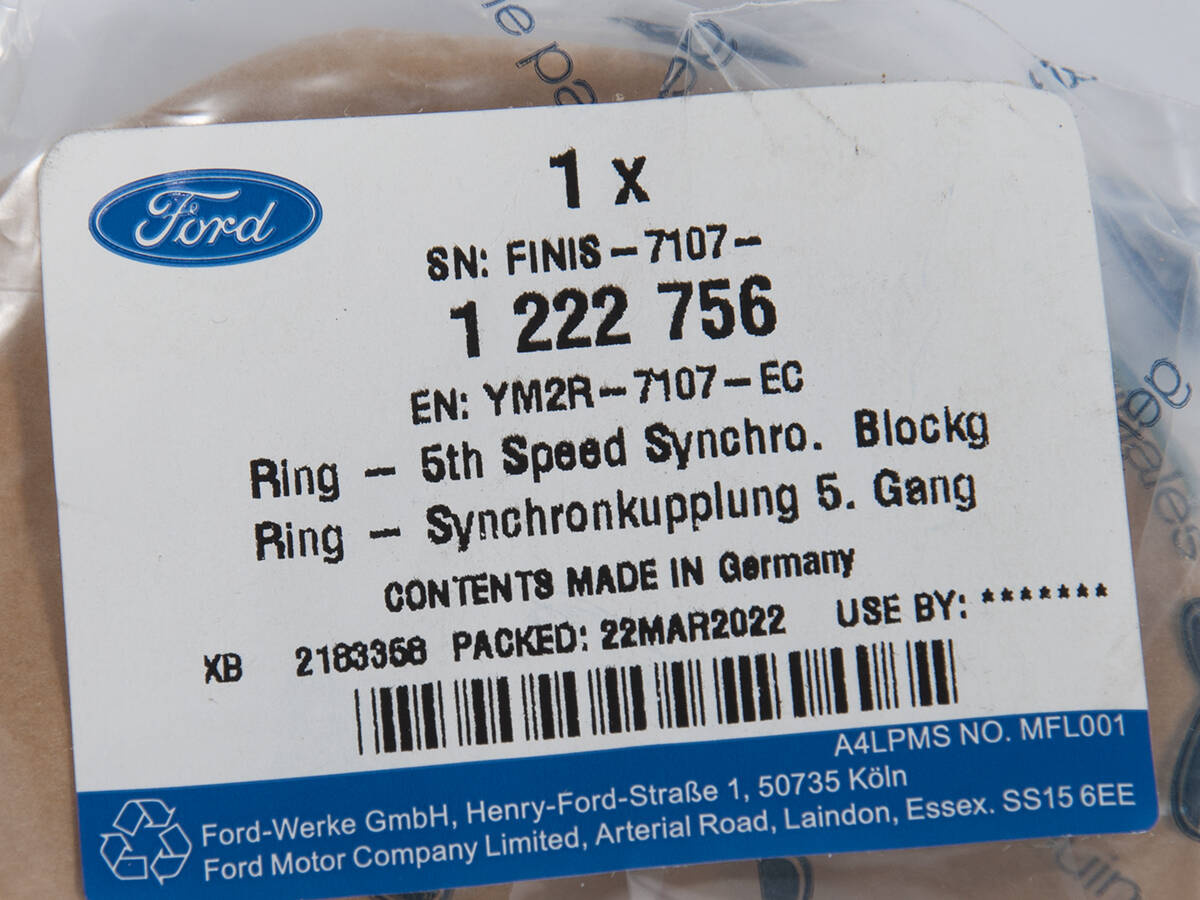 Ford
1 x
SN: FINIS-7107-
1 222 756
EN: YM2R-7107-EC
Ring - 5th Speed Synchro. Blockg
Ring - Synchronkupplung 5. Gang
CONTENTS MADE IN Germany
XB 2183358 PACKED: 22MAR2022 USE BY: *******
A4LPMS NO. MFL001
Ford-Werke GmbH, Henry-Ford-Straße 1, 50735 Köln
Ford Motor Company Limited, Arterial Road, Laindon, Essex. SS15 6EE